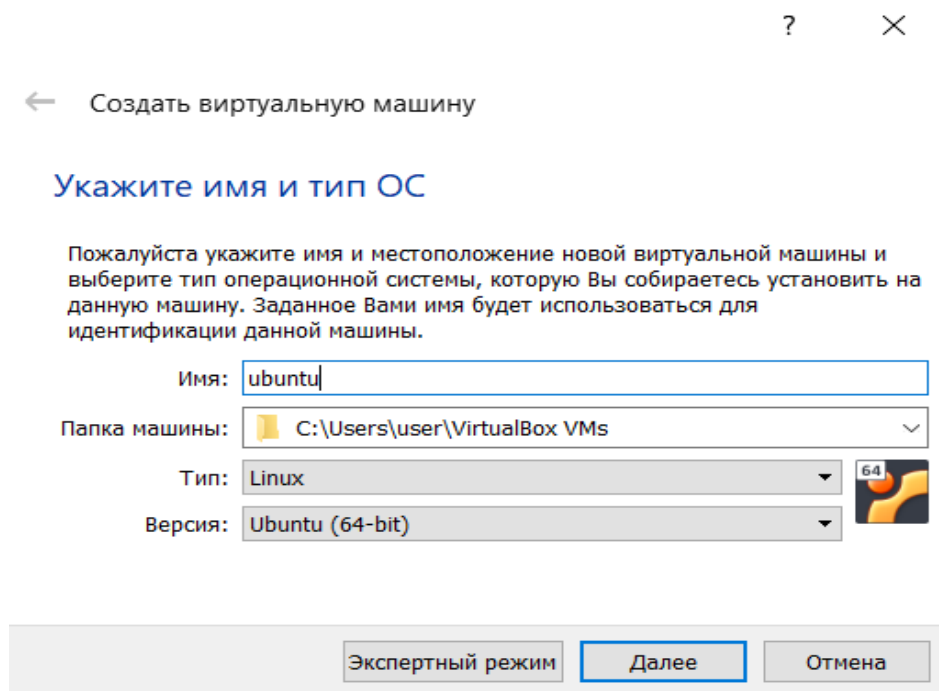 ?
Создать виртуальную машину
Укажите имя и тип ОС
Пожалуйста укажите имя и местоположение новой виртуальной машины и
выберите тип операционной системы, которую Вы собираетесь установить на
данную машину. Заданное Вами имя будет использоваться для
идентификации данной машины.
Имя: ubuntu
Папка машины: C:\Users\user\VirtualBox VMs
Тип: Linux
64
Версия: Ubuntu (64-bit)
Экспертный режим Далее Отмена